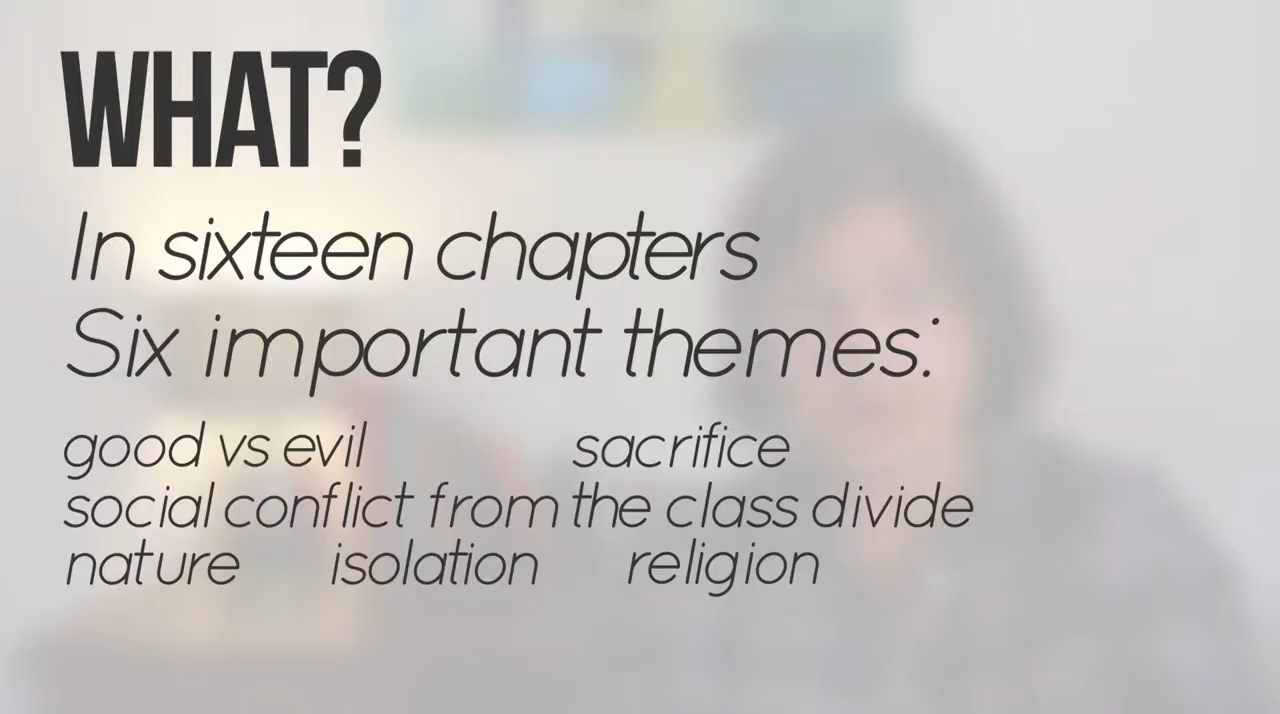 WHAT?
In sixteen chapters
Six important themes:
good vs evil sacrifice
social conflict from the class divide
nature isolation religion